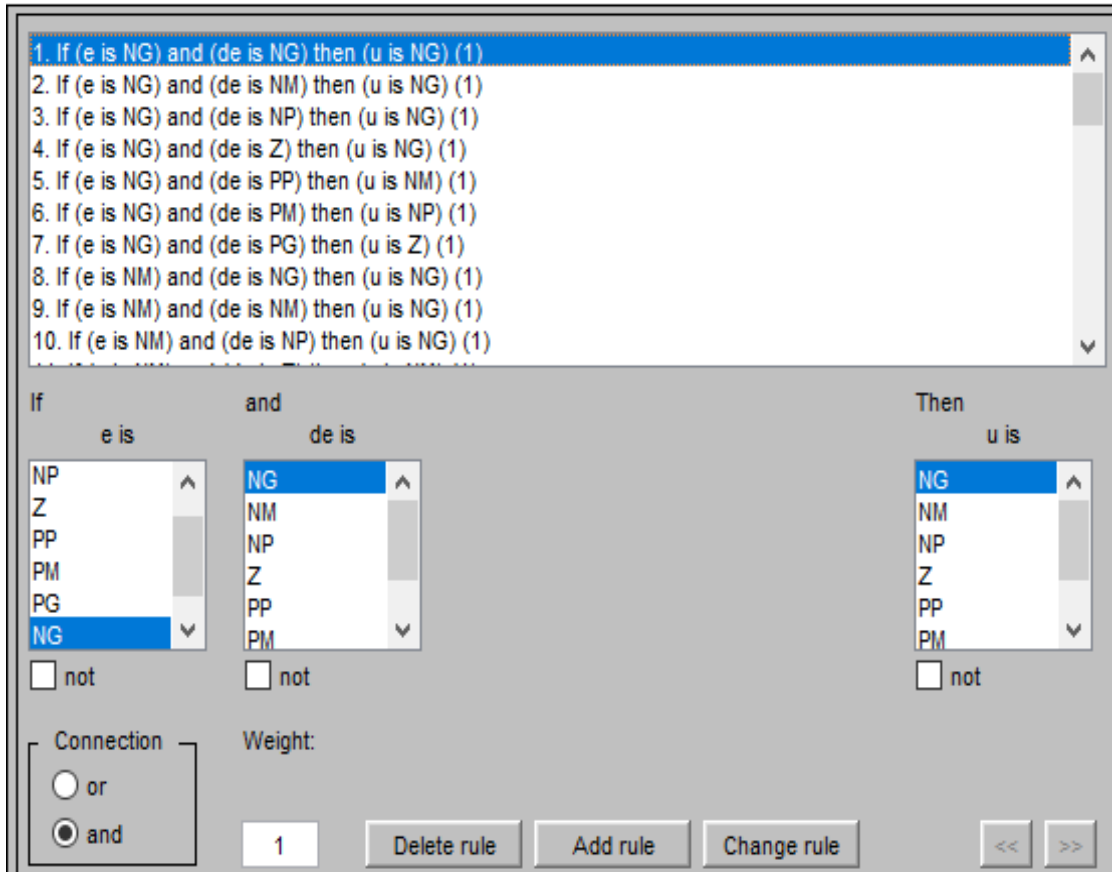 1. If (e is NG) and (de is NG) then (u is NG) (1)
2. If (e is NG) and (de is NM) then (u is NG) (1)
3. If (e is NG) and (de is NP) then (u is NG) (1)
4. If (e is NG) and (de is Z) then (u is NG) (1)
5. If (e is NG) and (de is PP) then (u is NM) (1)
6. If (e is NG) and (de is PM) then (u is NP) (1)
7. If (e is NG) and (de is PG) then (u is Z) (1)
8. If (e is NM) and (de is NG) then (u is NG) (1)
9. If (e is NM) and (de is NM) then (u is NG) (1)
10. If (e is NM) and (de is NP) then (u is NG) (1)
If and Then
e is de is u is
NP NG NG
Z NM NM
PP NP NP
PM Z Z
PG PP PP
NG PM PM
not not not
Connection Weight:
or
and 1 Delete rule Add rule Change rule << >>